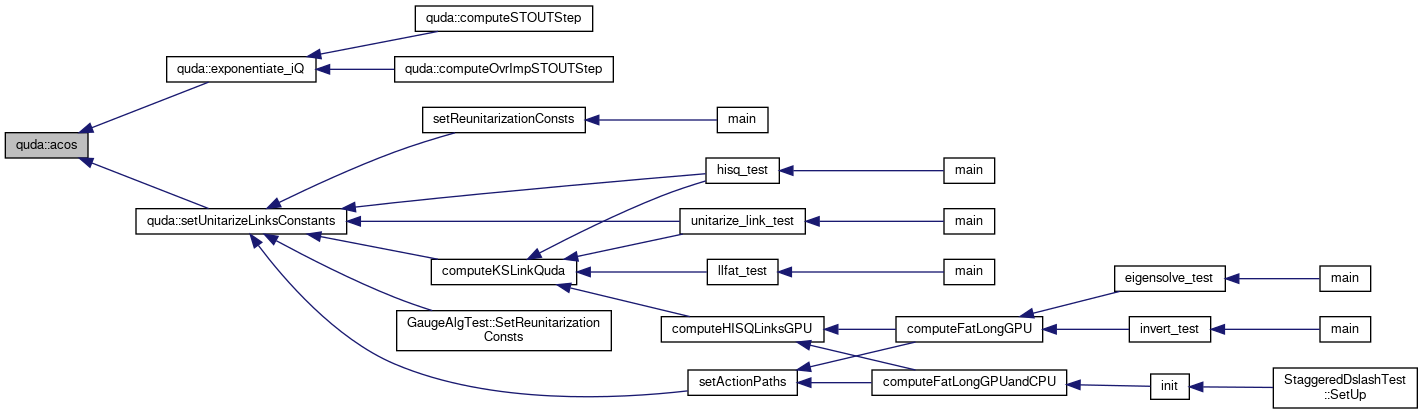 quda::computeSTOUTStep
quda::exponentiate_iQ
quda::computeOvrImpSTOUTStep
setReunitarizationConsts
main
quda::acos
hisq_test
main
quda::setUnitarizeLinksConstants
unitarize_link_test
main
computeKSLinkQuda
llfat_test
main
eigensolve_test
main
GaugeAlgTest::SetReunitarization
Consts
computeHISQLinksGPU
computeFatLongGPU
invert_test
main
setActionPaths
computeFatLongGPUandCPU
init
StaggeredDslashTest
::SetUp